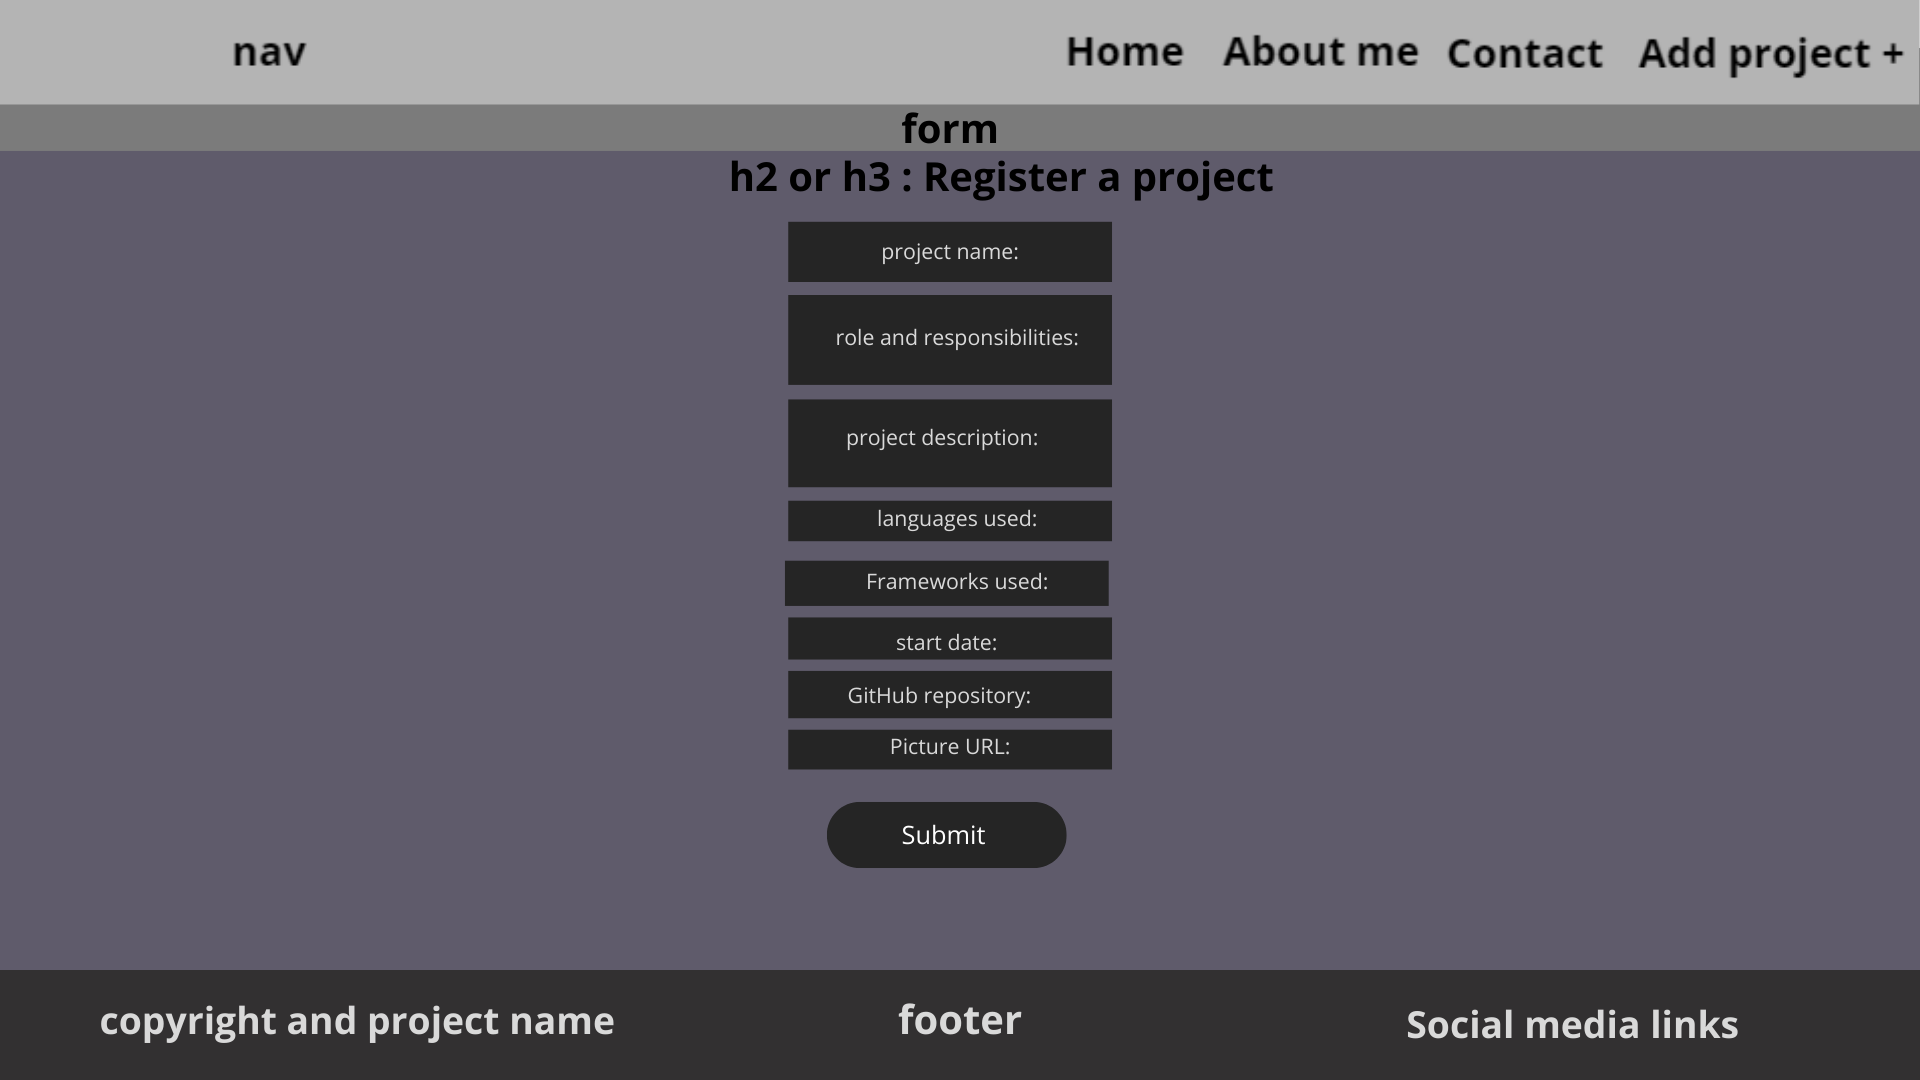 nav Home About me Contact Add project +
form
h2 or h3 : Register a project
project name:
role and responsibilities:
project description:
languages used:
Frameworks used:
start date:
GitHub repository:
Picture URL:
Submit
copyright and project name footer Social media links